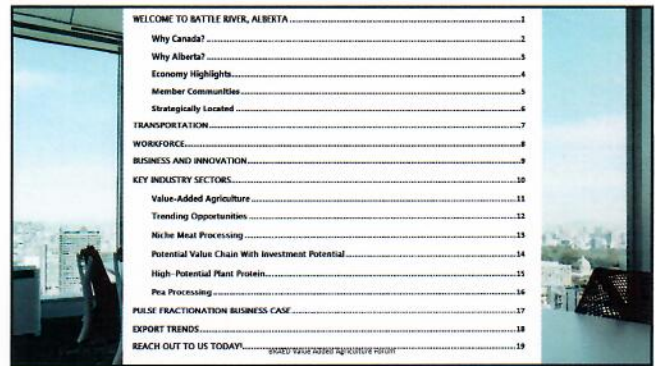 WELCOME TO BATTLE RIVER, ALBERTA ........ 1
Why Canada? ........ 2
Why Alberta? ........ 3
Economy Highlights ........ 4
Member Communities ........ 5
Strategically Located ........ 6
TRANSPORTATION ........ 7
WORKFORCE ........ 8
BUSINESS AND INNOVATION ........ 9
KEY INDUSTRY SECTORS ........ 10
Value-Added Agriculture ........ 11
Trending Opportunities ........ 12
Niche Meat Processing ........ 13
Potential Value Chain With Investment Potential ........ 14
High-Potential Plant Protein ........ 15
Pea Processing ........ 16
PULSE FRACTIONATION BUSINESS CASE ........ 17
EXPORT TRENDS ........ 18
REACH OUT TO US TODAY! ........ 19
BRAED Value Added Agriculture Forum